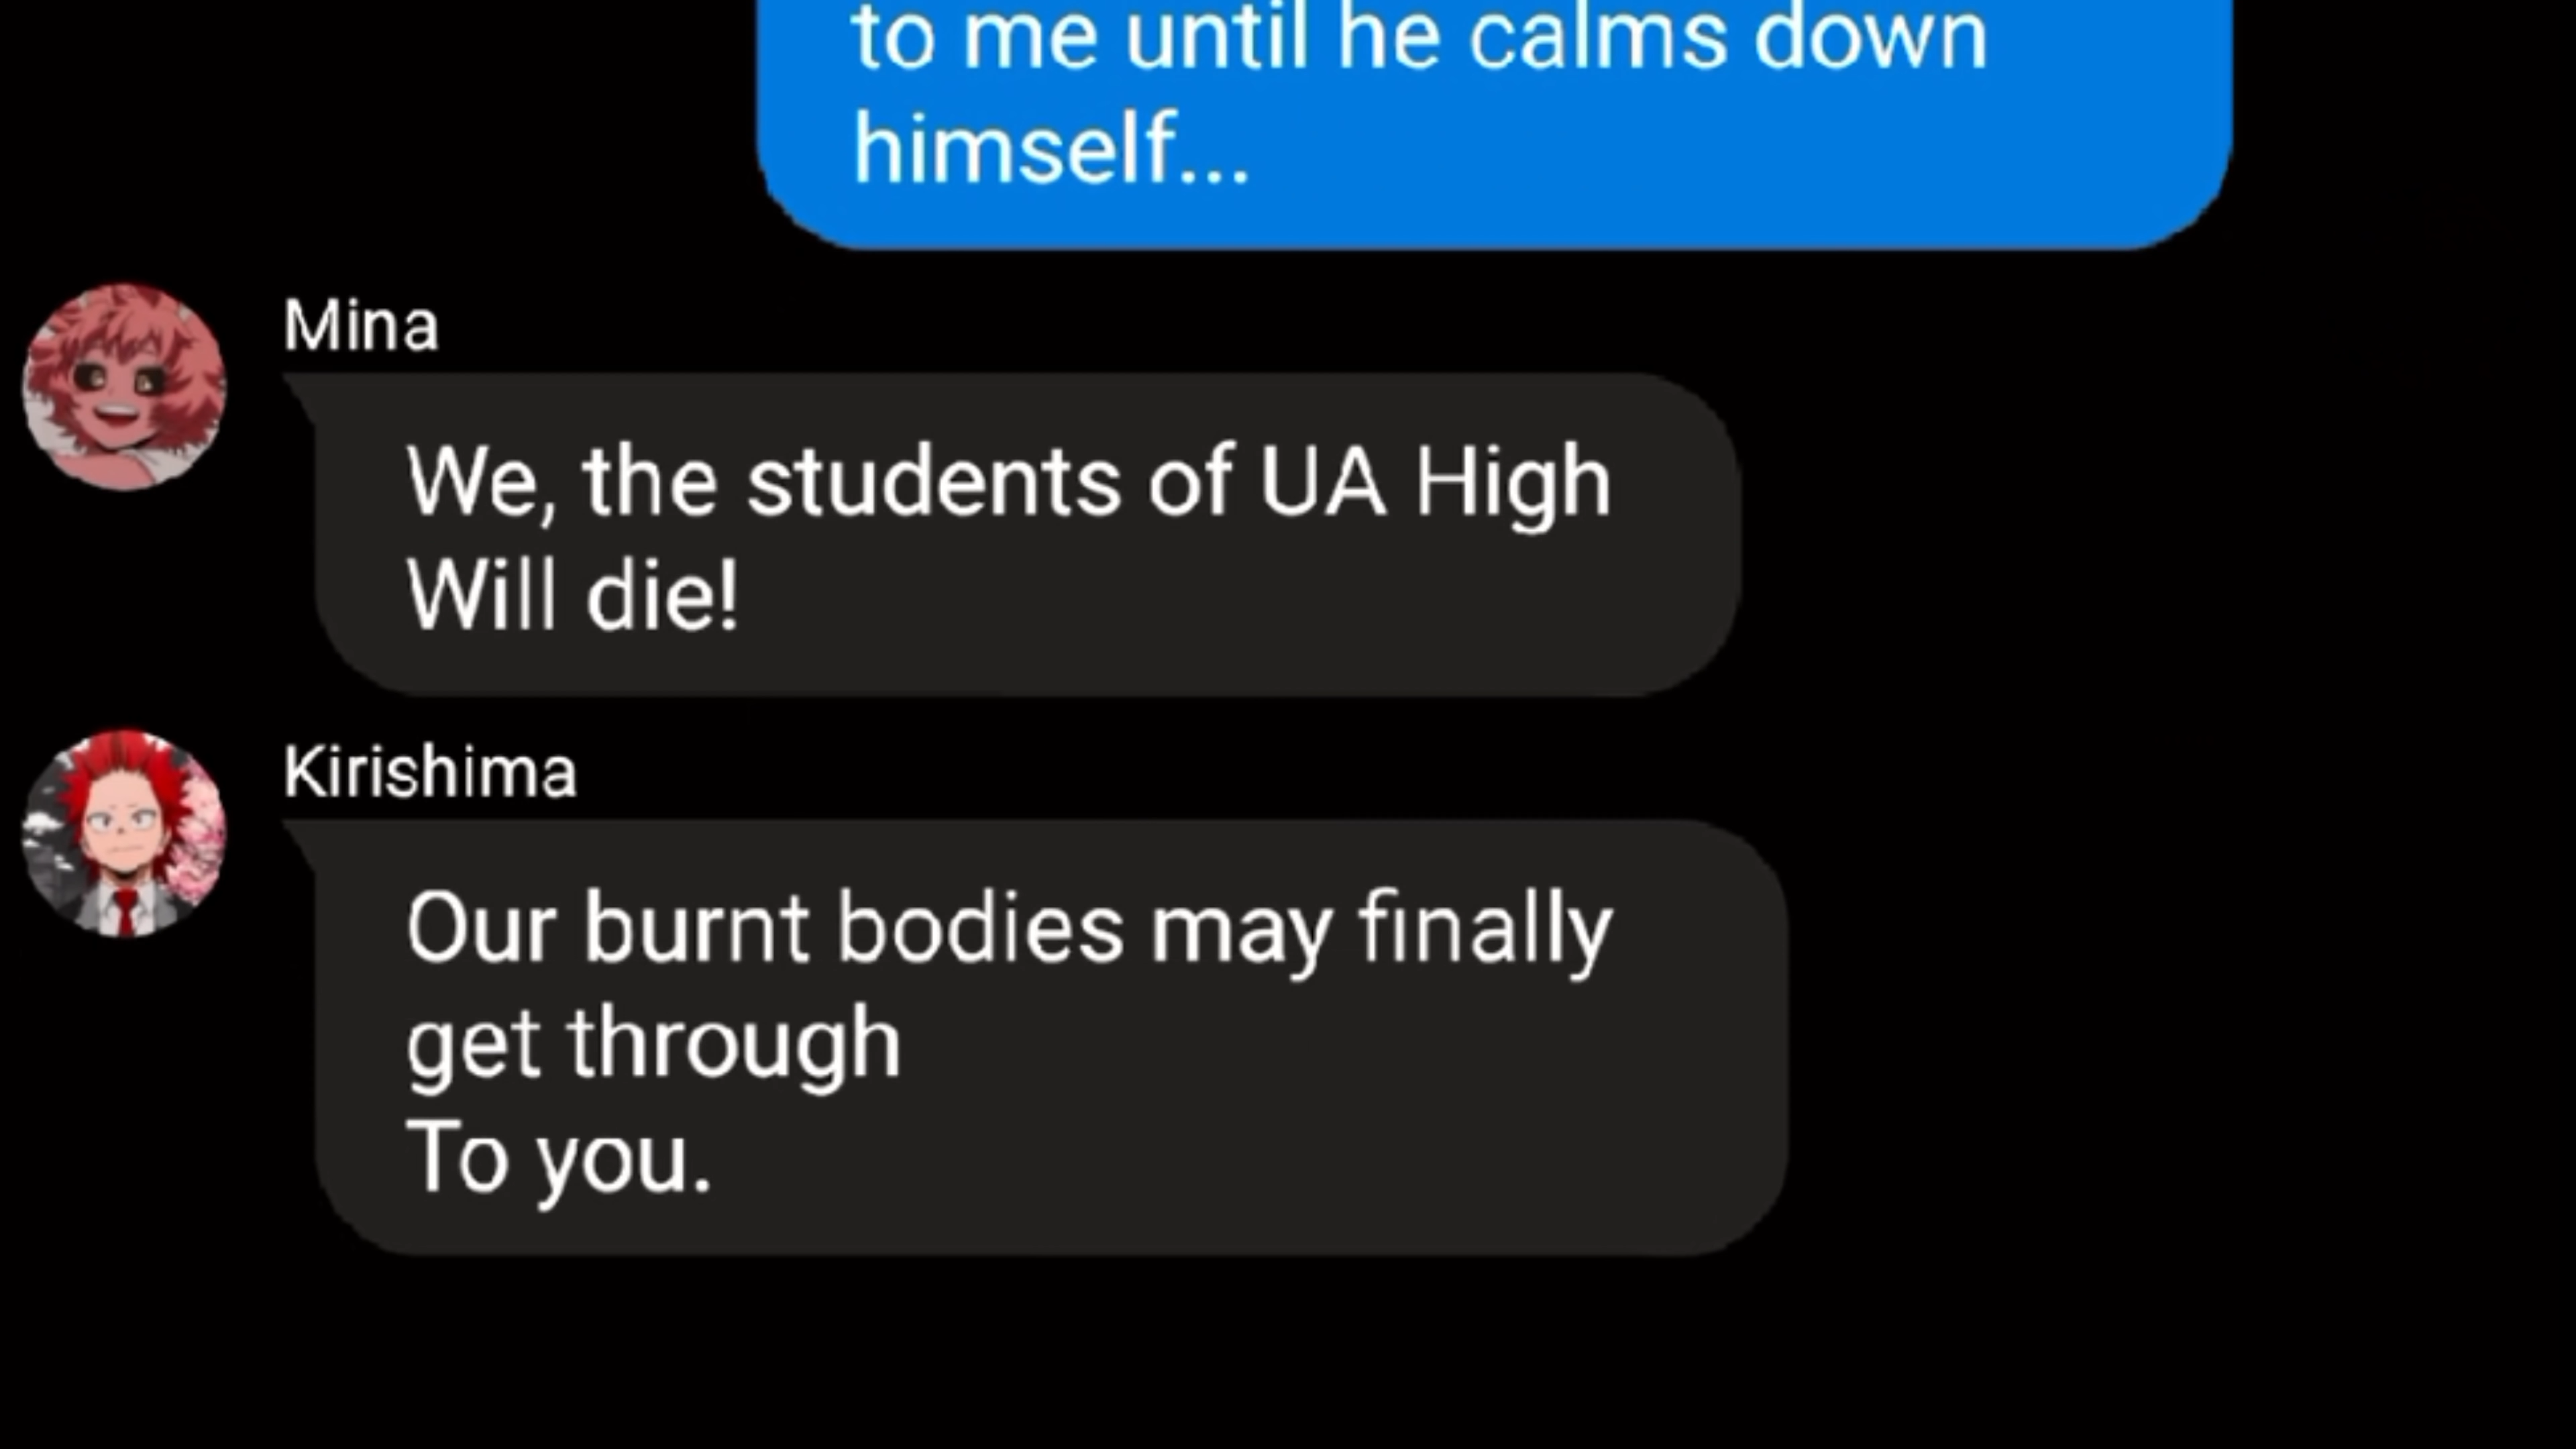 to me until he calms down
himself...
Mina
We, the students of UA High
Will die!
Kirishima
Our burnt bodies may finally
get through
To you.